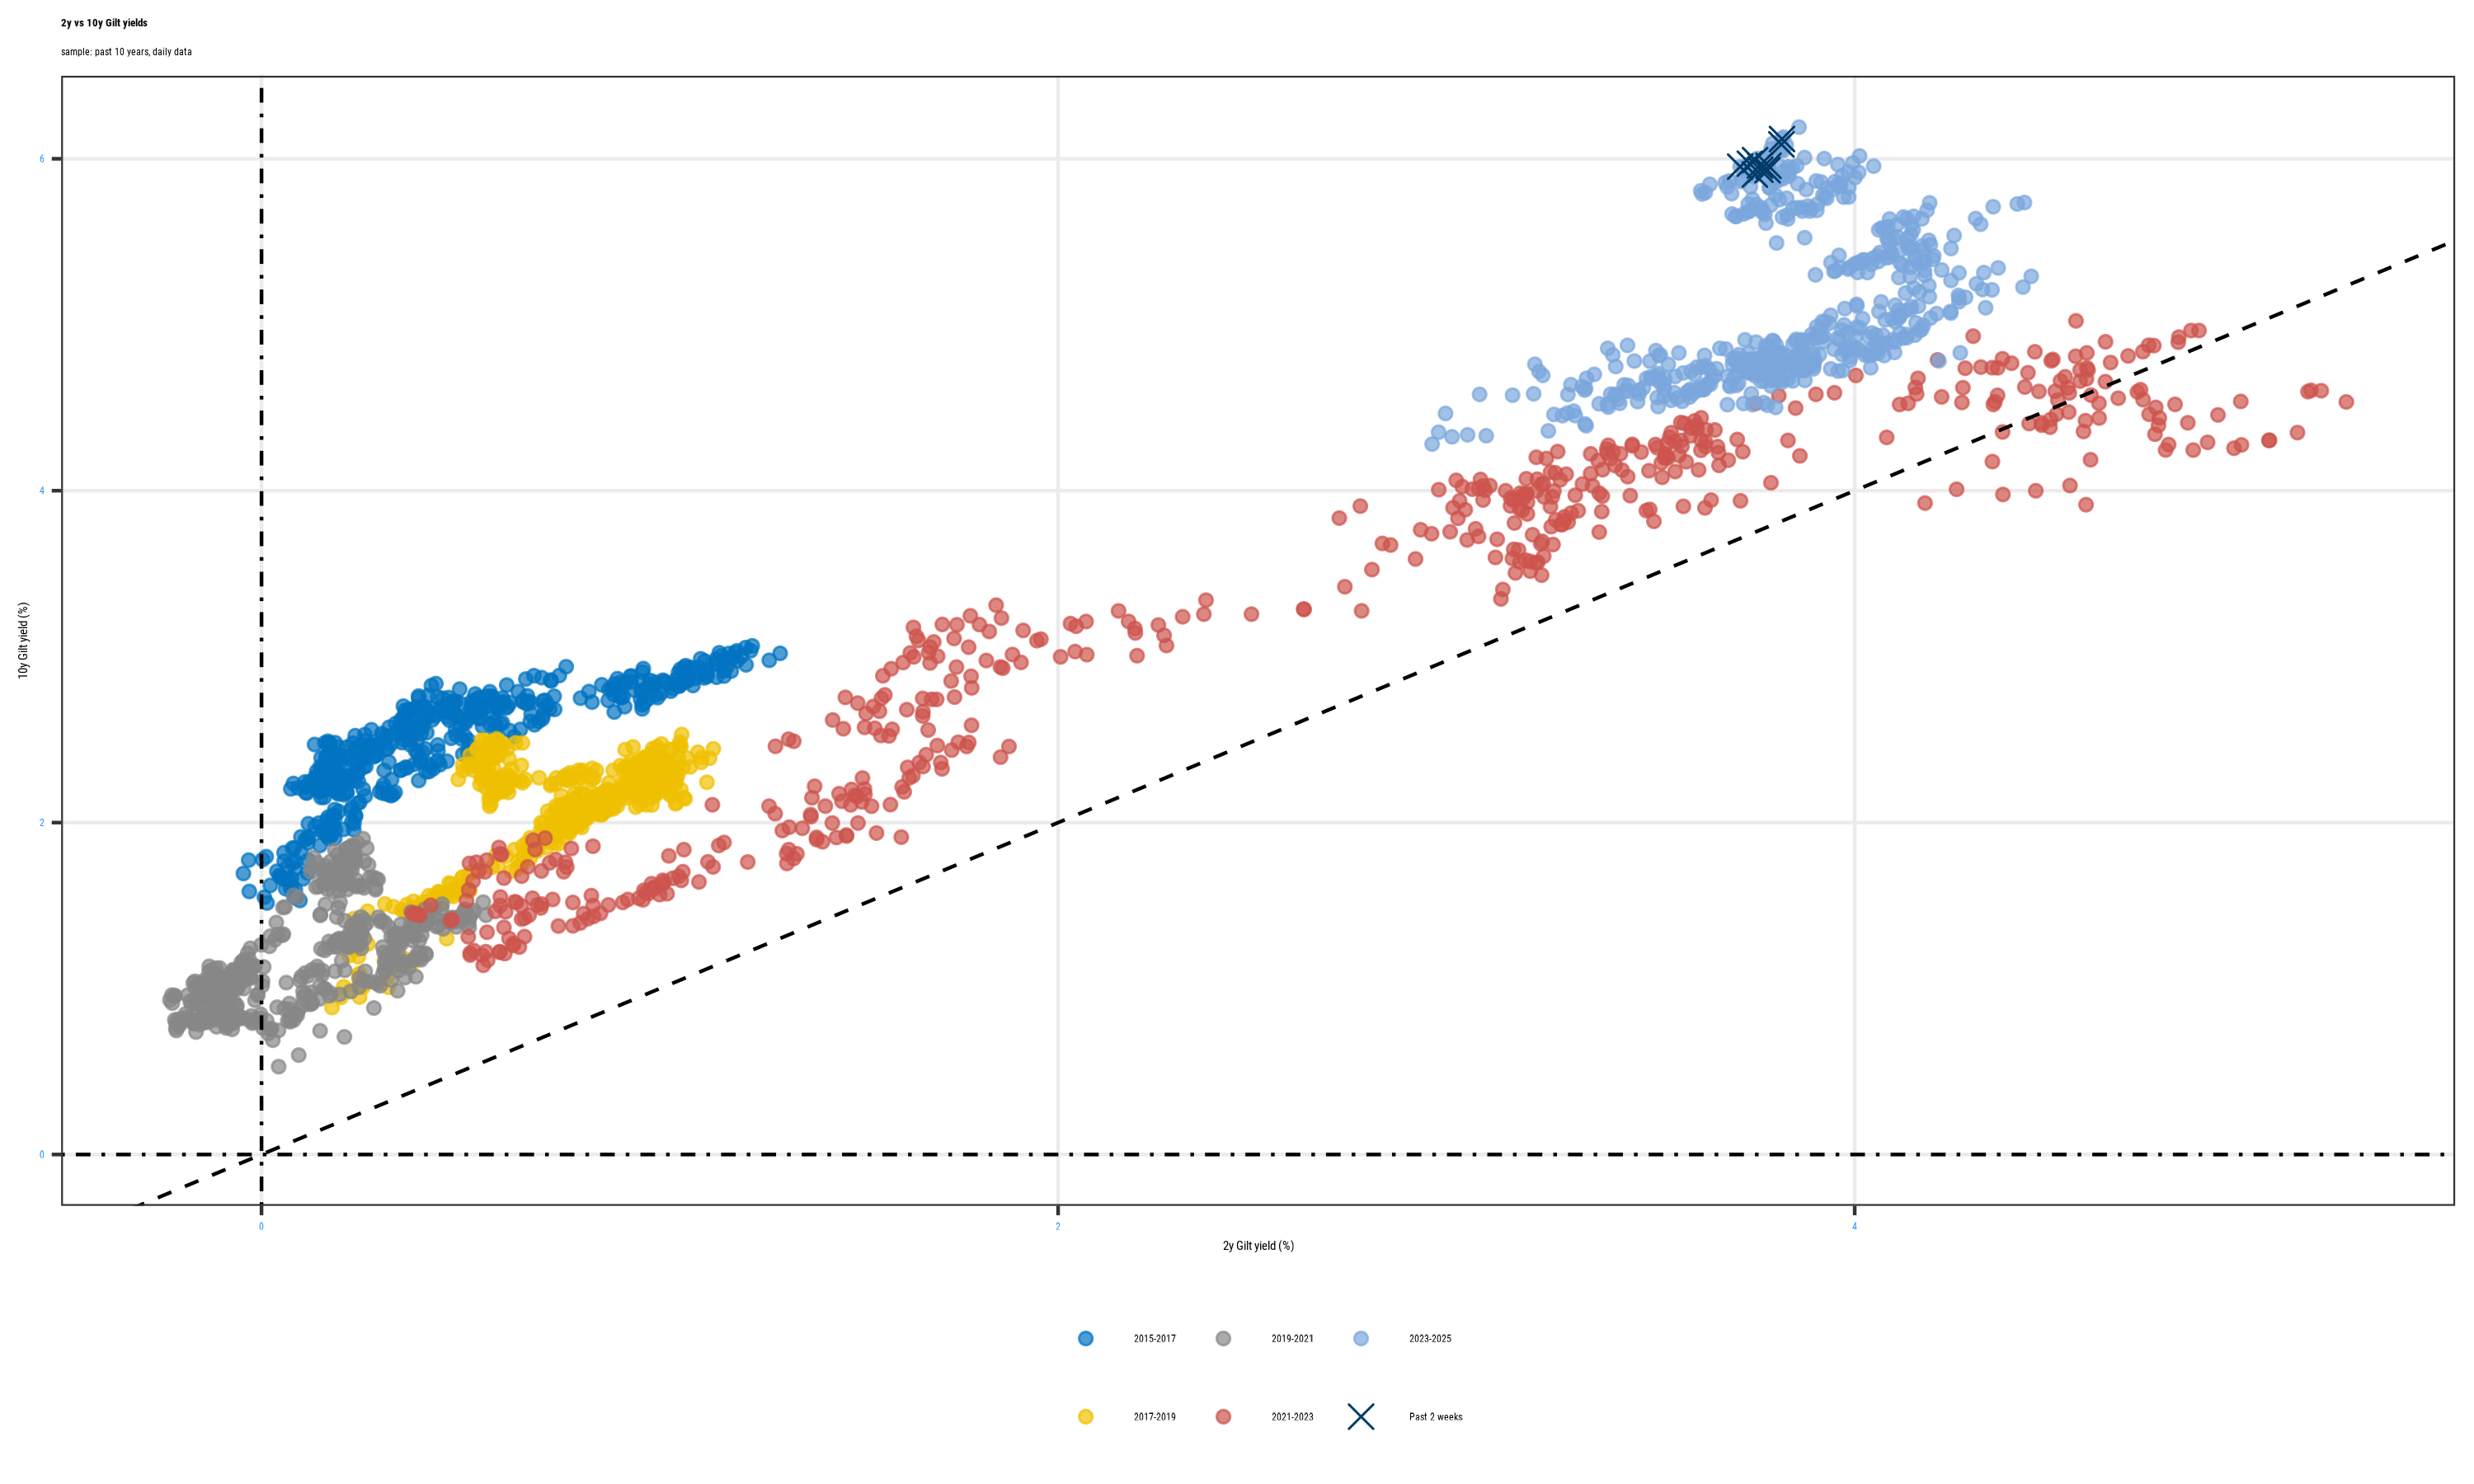 2y vs 10y Gilt yields
sample: past 10 years, daily data
10y Gilt yield (%)
6
4
2
0
0 2 4
2y Gilt yield (%)
2015-2017 2019-2021 2023-2025
2017-2019 2021-2023 Past 2 weeks